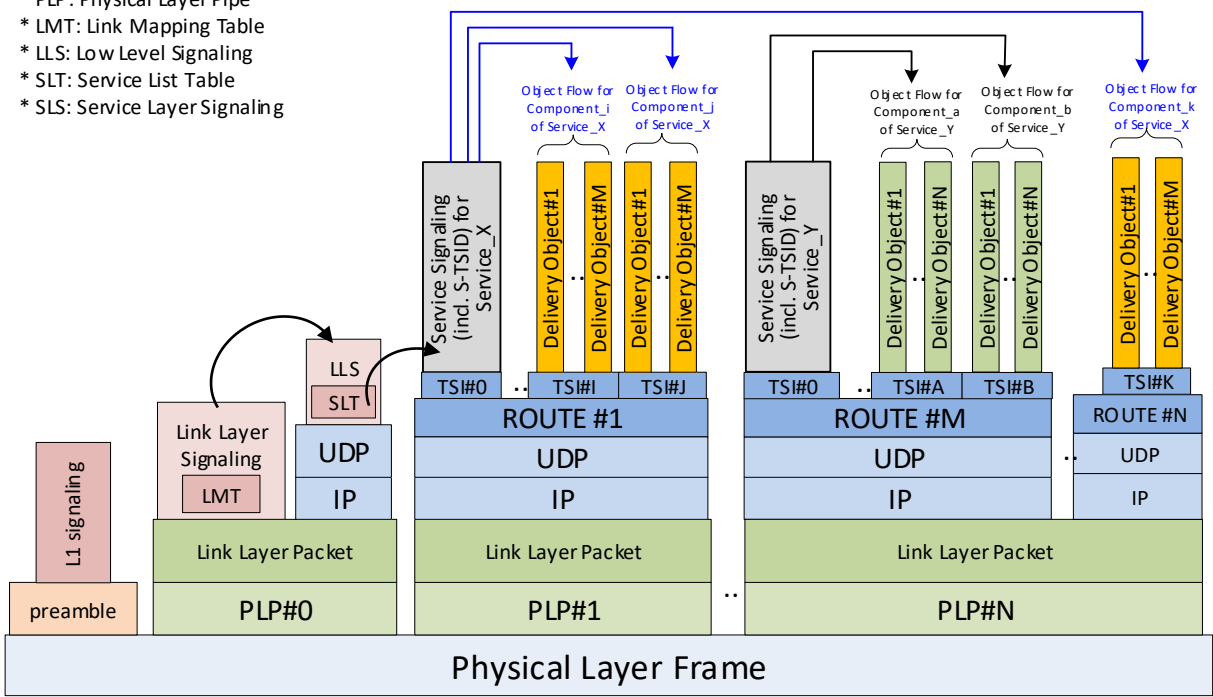 * PLP: Physical Layer Pipe
* LMT: Link Mapping Table
* LLS: Low Level Signaling
* SLT: Service List Table
* SLS: Service Layer Signaling
Object Flow for
Component_i
of Service_X
Object Flow for
Component_j
of Service_X
Object Flow for
Component_a
of Service_Y
Object Flow for
Component_b
of Service_Y
Object Flow for
Component_k
of Service_X
Service Signaling
(incl. S-TSID) for
Service_X
Delivery Object#1
..
Delivery Object#M
Delivery Object#1
..
Delivery Object#M
Service Signaling
(incl. S-TSID) for
Service_Y
Delivery Object#1
..
Delivery Object#N
Delivery Object#1
..
Delivery Object#N
Delivery Object#1
..
Delivery Object#M
LLS
SLT
TSI#0
..
TSI#I
TSI#J
TSI#0
..
TSI#A
TSI#B
TSI#K
Link Layer
Signaling
LMT
ROUTE #1
ROUTE #M
ROUTE #N
UDP
UDP
UDP
..
UDP
IP
IP
IP
IP
L1 signaling
Link Layer Packet
Link Layer Packet
Link Layer Packet
preamble
PLP#0
PLP#1
..
PLP#N
Physical Layer Frame